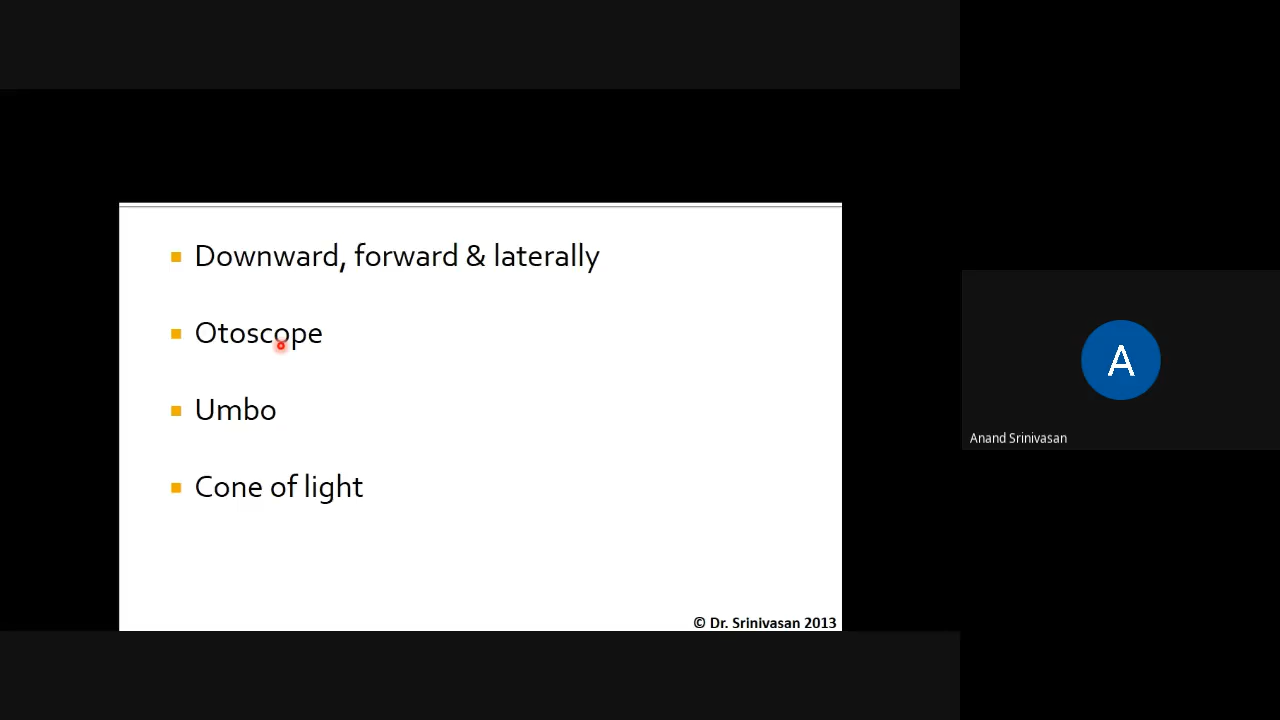 Downward, forward & laterally
Otoscope
Umbo
Cone of light
© Dr. Srinivasan 2013
A
Anand Srinivasan